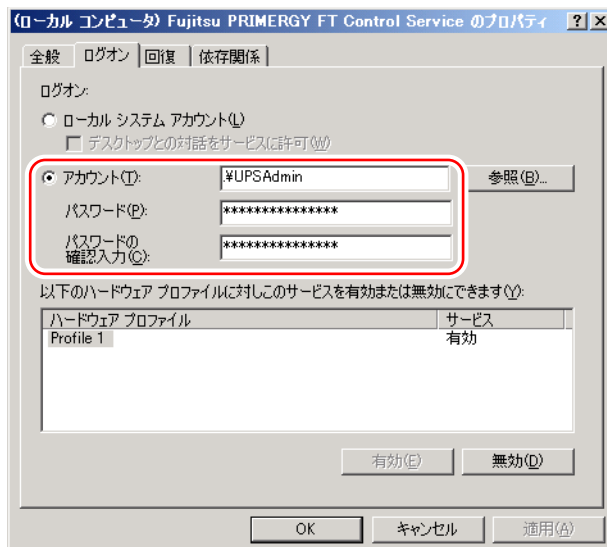 (ローカル コンピュータ) Fujitsu PRIMERGY FT Control Service のプロパティ
全般 ログオン 回復 依存関係
ログオン:
ローカル システム アカウント(L)
デスクトップとの対話をサービスに許可(W)
アカウント(T): .¥UPSAdmin 参照(B)...
パスワード(P): ***************
パスワードの
確認入力(C): ***************
以下のハードウェア プロファイルに対しこのサービスを有効または無効にできます(Y):
ハードウェア プロファイル サービス
Profile 1 有効
有効(E) 無効(D)
OK キャンセル 適用(A)